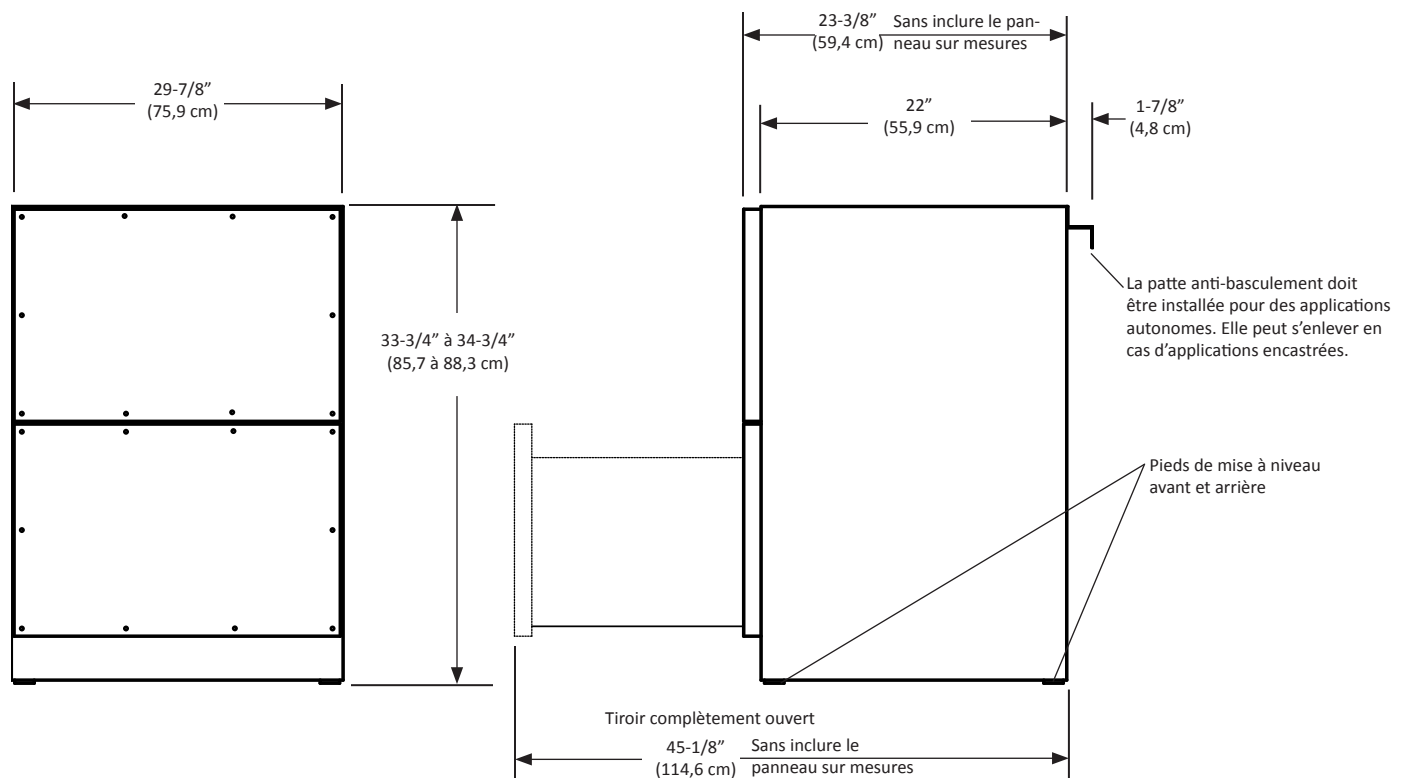 23-3/8” Sans inclure le pan-
(59,4 cm) neau sur mesures
29-7/8”
(75,9 cm)
22”
(55,9 cm)
1-7/8”
(4,8 cm)
La patte anti-basculement doit
être installée pour des applications
autonomes. Elle peut s’enlever en
cas d’applications encastrées.
33-3/4” à 34-3/4”
(85,7 à 88,3 cm)
Pieds de mise à niveau
avant et arrière
Tiroir complètement ouvert
45-1/8” Sans inclure le
(114,6 cm) panneau sur mesures